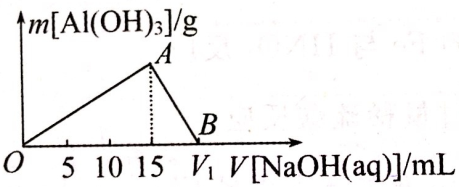 m[Al(OH)₃]/g
A
B
O 5 10 15 V₁ V[NaOH(aq)]/mL